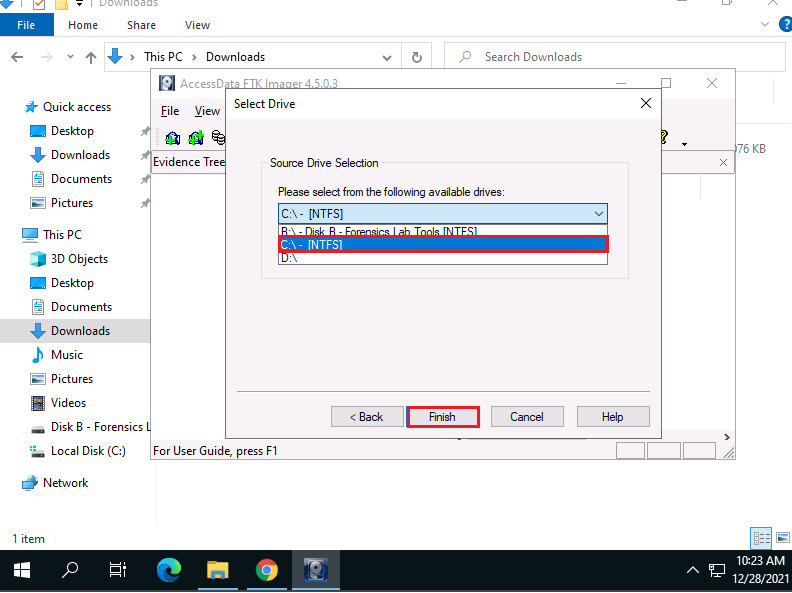 Downloads
File Home Share View
This PC Downloads
Search Downloads
AccessData FTK Imager 4.5.0.3
File View
Evidence Tree
Select Drive
Source Drive Selection
Please select from the following available drives:
C:\ - [NTFS]
B:\ - Disk B - Forensics Lab Tools [NTFS]
C:\ - [NTFS]
D:\
< Back Finish Cancel Help
For User Guide, press F1
Quick access
Desktop
Downloads
Documents
Pictures
This PC
3D Objects
Desktop
Documents
Downloads
Music
Pictures
Videos
Disk B - Forensics L
Local Disk (C:)
Network
76 KB
1 item
10:23 AM
12/28/2021